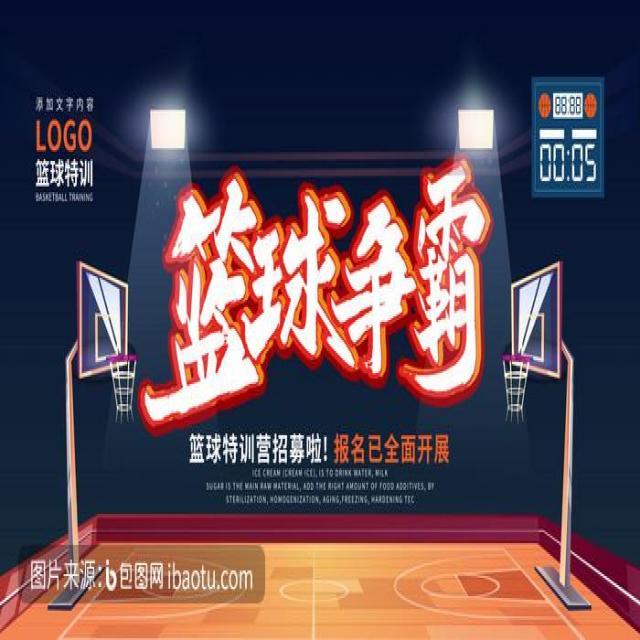 添加文字内容
LOGO
篮球特训
BASKETBALL TRAINING
88:88
00:05
篮球争霸
篮球特训营招募啦! 报名已全面开展
ICE CREAM (CREAM ICE), IS TO DRINK WATER, MILK
SUGAR IS THE MAIN RAW MATERIAL, ADD THE RIGHT AMOUNT OF FOOD ADDITIVES, BY
STERILIZATION, HOMOGENIZATION, AGING,FREEZING, HARDENING TEC
图片来源: 包图网 ibaotu.com